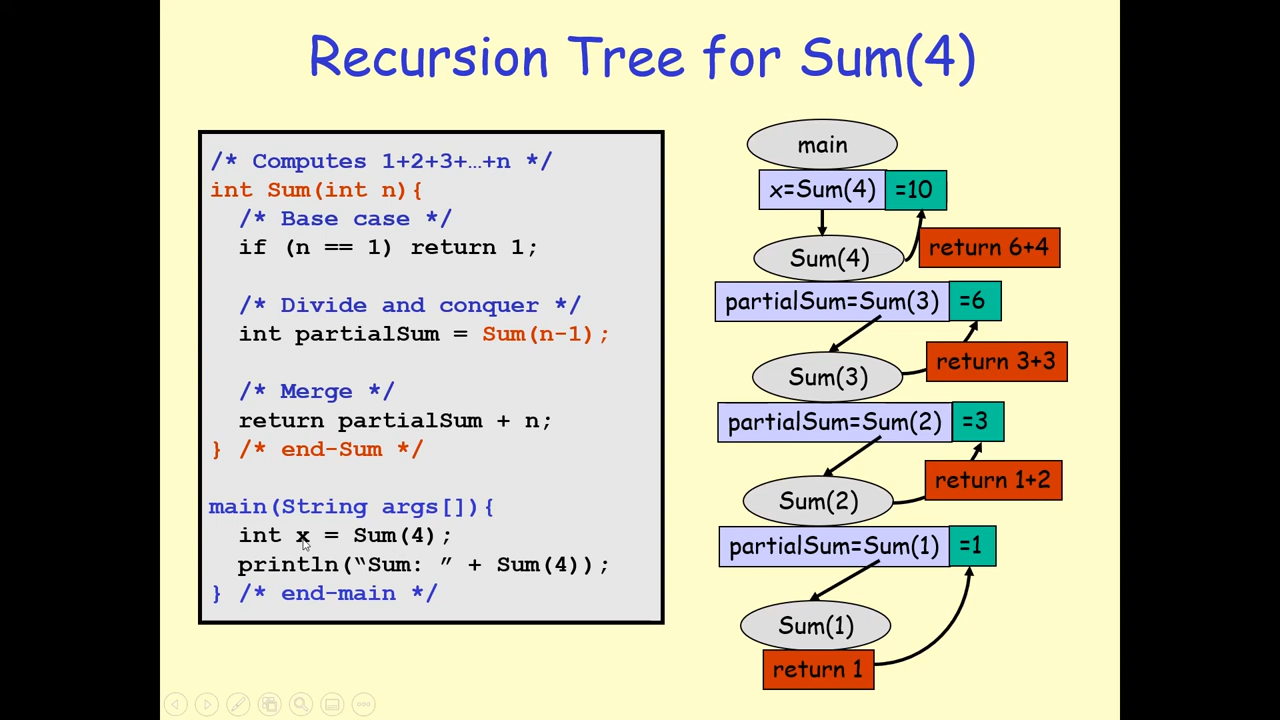 Recursion Tree for Sum(4)
/* Computes 1+2+3+…+n */
int Sum(int n){
/* Base case */
if (n == 1) return 1;
/* Divide and conquer */
int partialSum = Sum(n-1);
/* Merge */
return partialSum + n;
} /* end-Sum */
main(String args[]){
int x = Sum(4);
println(“Sum: ” + Sum(4));
} /* end-main */
main
x=Sum(4) =10
Sum(4)
return 6+4
partialSum=Sum(3) =6
Sum(3)
return 3+3
partialSum=Sum(2) =3
Sum(2)
return 1+2
partialSum=Sum(1) =1
Sum(1)
return 1